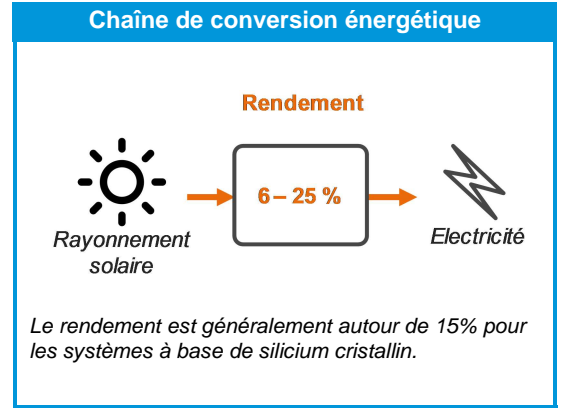 Chaîne de conversion énergétique
Rendement
6 – 25 %
Rayonnement
solaire
Electricité
Le rendement est généralement autour de 15% pour
les systèmes à base de silicium cristallin.